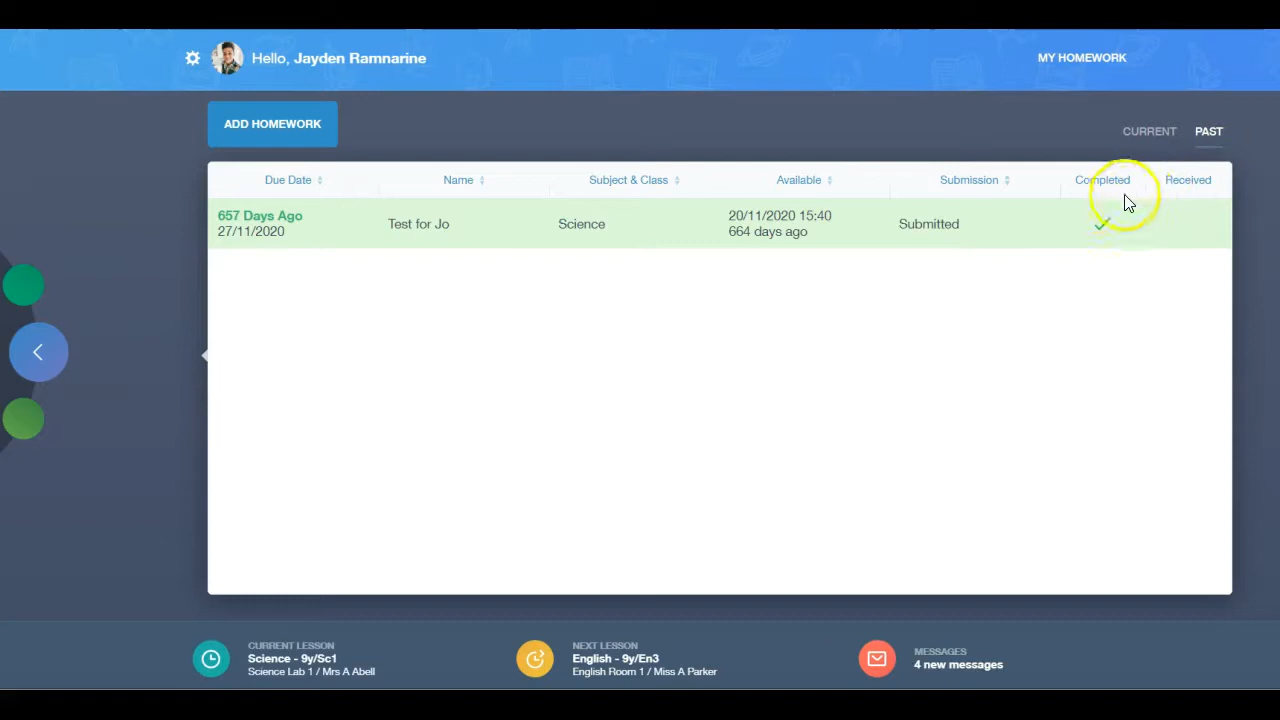 Hello, Jayden Ramnarine
MY HOMEWORK
ADD HOMEWORK
CURRENT
PAST
Due Date
Name
Subject & Class
Available
Submission
Completed
Received
657 Days Ago
27/11/2020
Test for Jo
Science
20/11/2020 15:40
664 days ago
Submitted
CURRENT LESSON
Science - 9y/Sc1
Science Lab 1 / Mrs A Abell
NEXT LESSON
English - 9y/En3
English Room 1 / Miss A Parker
MESSAGES
4 new messages